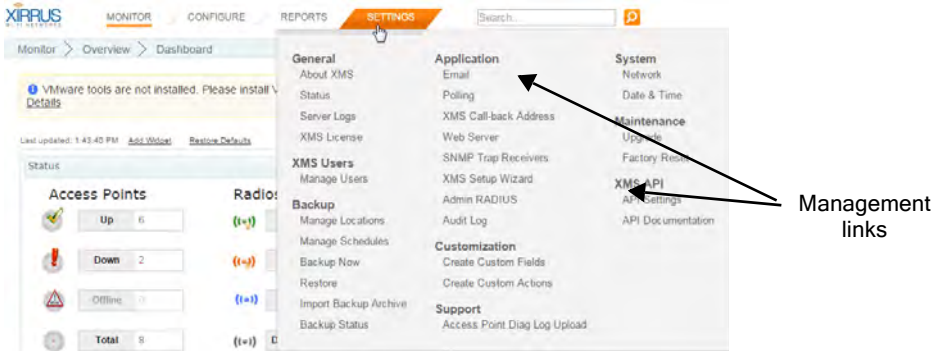 XIRRUS
WI-FI NETWORKS
MONITOR CONFIGURE REPORTS SETTINGS Search...
Monitor > Overview > Dashboard
VMware tools are not installed. Please install
Details
Last updated: 1:43:40 PM Add Widget Restore Defaults
Status
Access Points Radios
Up 6
Down 2
Offline 0
Total 8
General
About XMS
Status
Server Logs
XMS License
XMS Users
Manage Users
Backup
Manage Locations
Manage Schedules
Backup Now
Restore
Import Backup Archive
Backup Status
Application
Email
Polling
XMS Call-back Address
Web Server
SNMP Trap Receivers
XMS Setup Wizard
Admin RADIUS
Audit Log
Customization
Create Custom Fields
Create Custom Actions
Support
Access Point Diag Log Upload
System
Network
Date & Time
Maintenance
Upgrade
Factory Reset
XMS API
API Settings
API Documentation
Management
links